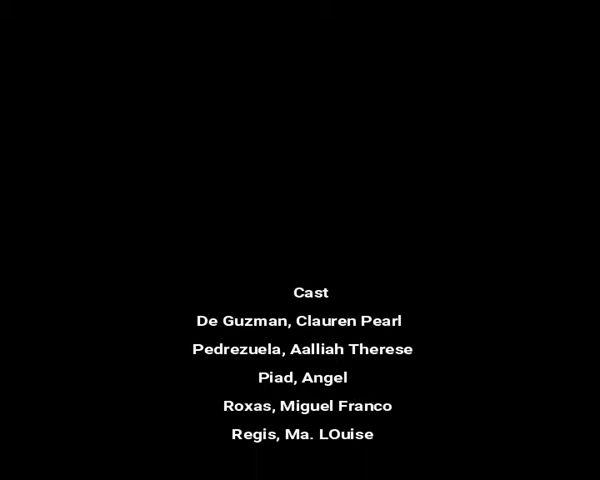 Cast
De Guzman, Clauren Pearl
Pedrezuela, Aalliah Therese
Piad, Angel
Roxas, Miguel Franco
Regis, Ma. LOuise